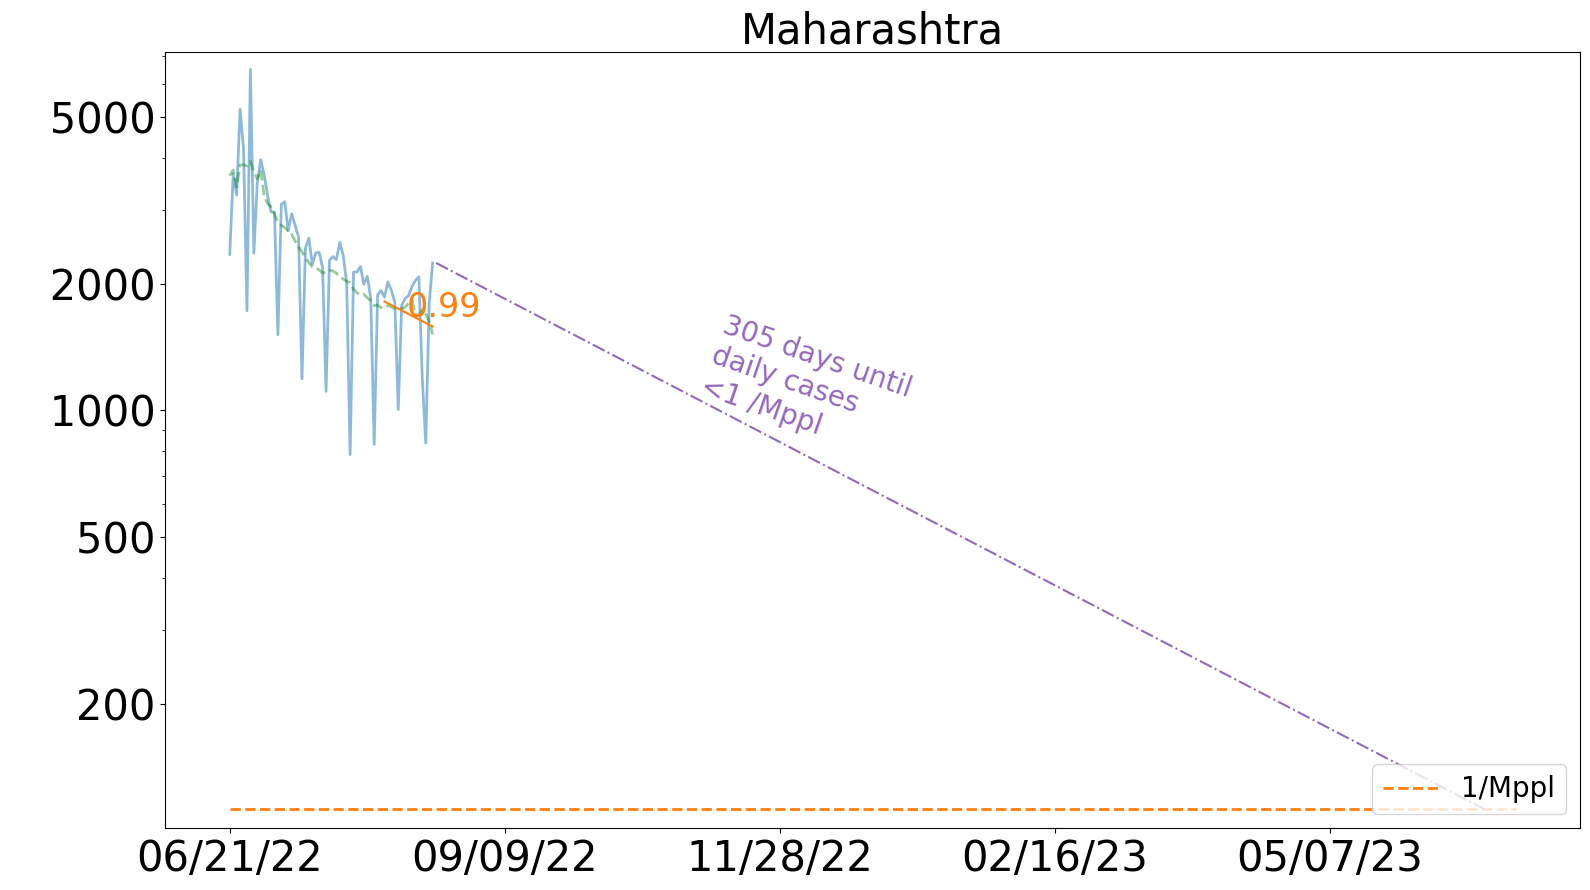 Maharashtra
5000
2000
1000
500
200
0.99
305 days until
daily cases
<1 /Mppl
1/Mppl
06/21/22
09/09/22
11/28/22
02/16/23
05/07/23